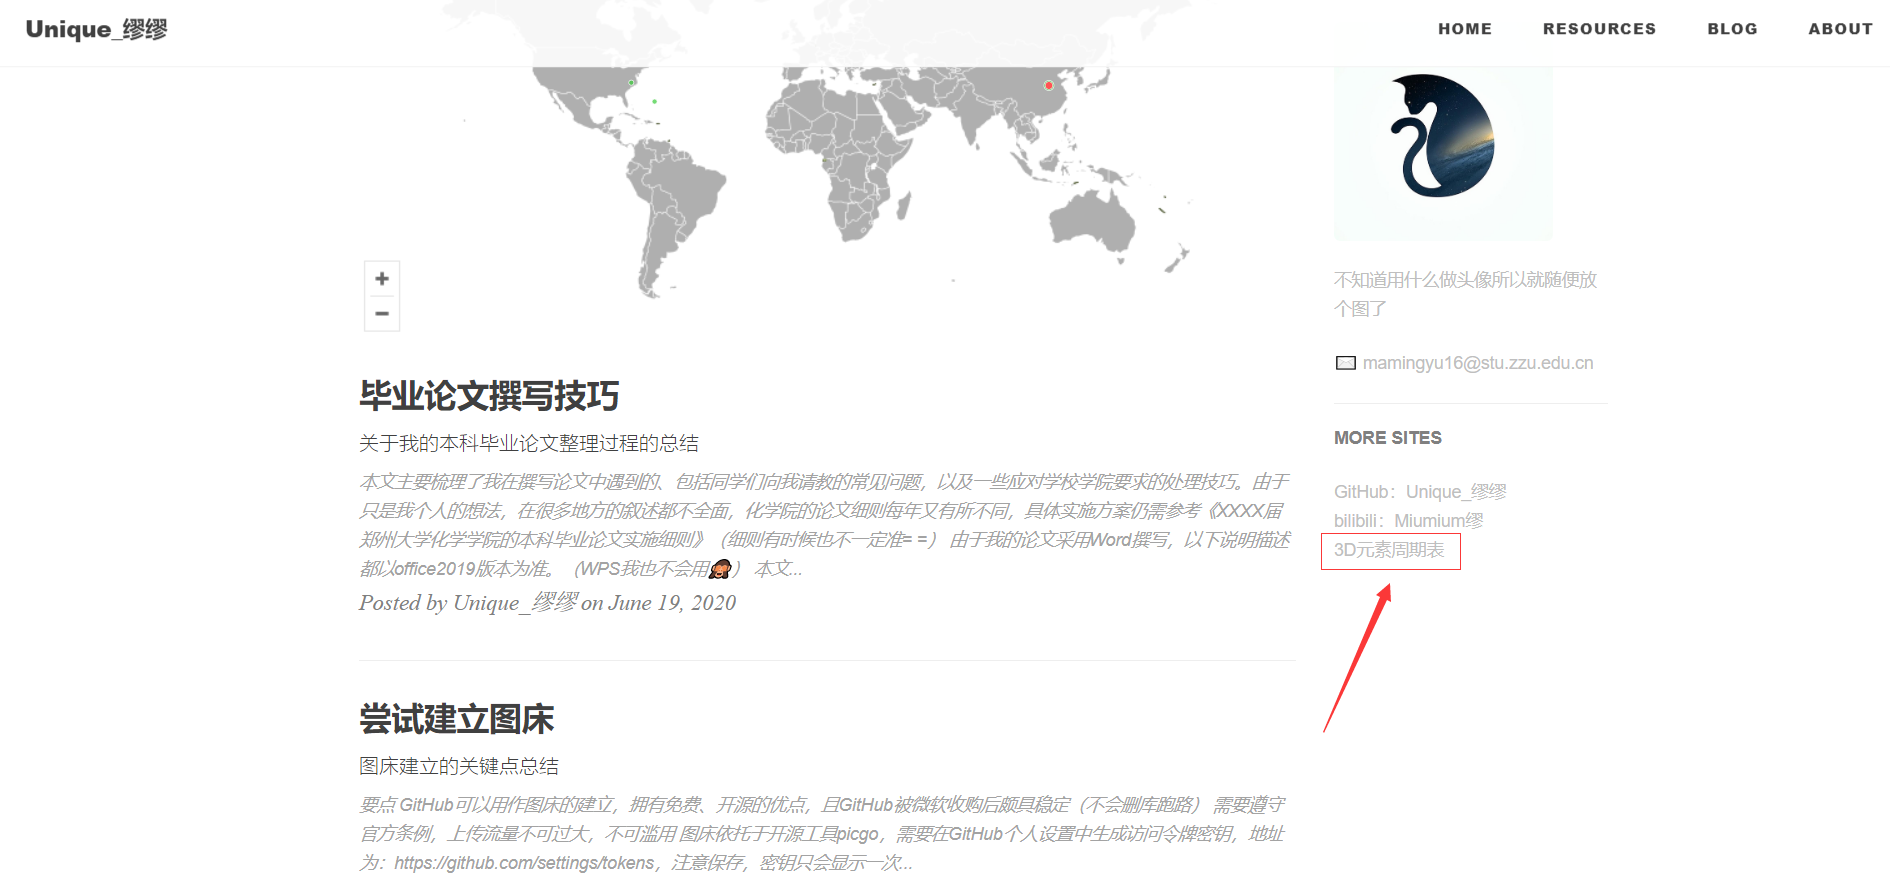 Unique_缪缪
HOME
RESOURCES
BLOG
ABOUT
+
−
毕业论文撰写技巧
关于我的本科毕业论文整理过程的总结
本文主要梳理了我在撰写论文中遇到的、包括同学们向我请教的常见问题，以及一些应对学校学院要求的处理技巧。由于
只是我个人的想法，在很多地方的叙述都不全面，化学院的论文细则每年又有所不同，具体实施方案仍需参考《XXXX届
郑州大学化学学院的本科毕业论文实施细则》（细则有时候也不一定准= =） 由于我的论文采用Word撰写，以下说明描述
都以office2019版本为准。（WPS我也不会用🙈） 本文...
Posted by Unique_缪缪 on June 19, 2020
尝试建立图床
图床建立的关键点总结
要点 GitHub可以用作图床的建立，拥有免费、开源的优点，且GitHub被微软收购后颇具稳定（不会删库跑路） 需要遵守
官方条例，上传流量不可过大，不可滥用 图床依托于开源工具picgo，需要在GitHub个人设置中生成访问令牌密钥，地址
为：https://github.com/settings/tokens，注意保存，密钥只会显示一次...
不知道用什么做头像所以就随便放
个图了
mamingyu16@stu.zzu.edu.cn
MORE SITES
GitHub：Unique_缪缪
bilibili：Miumium缪
3D元素周期表